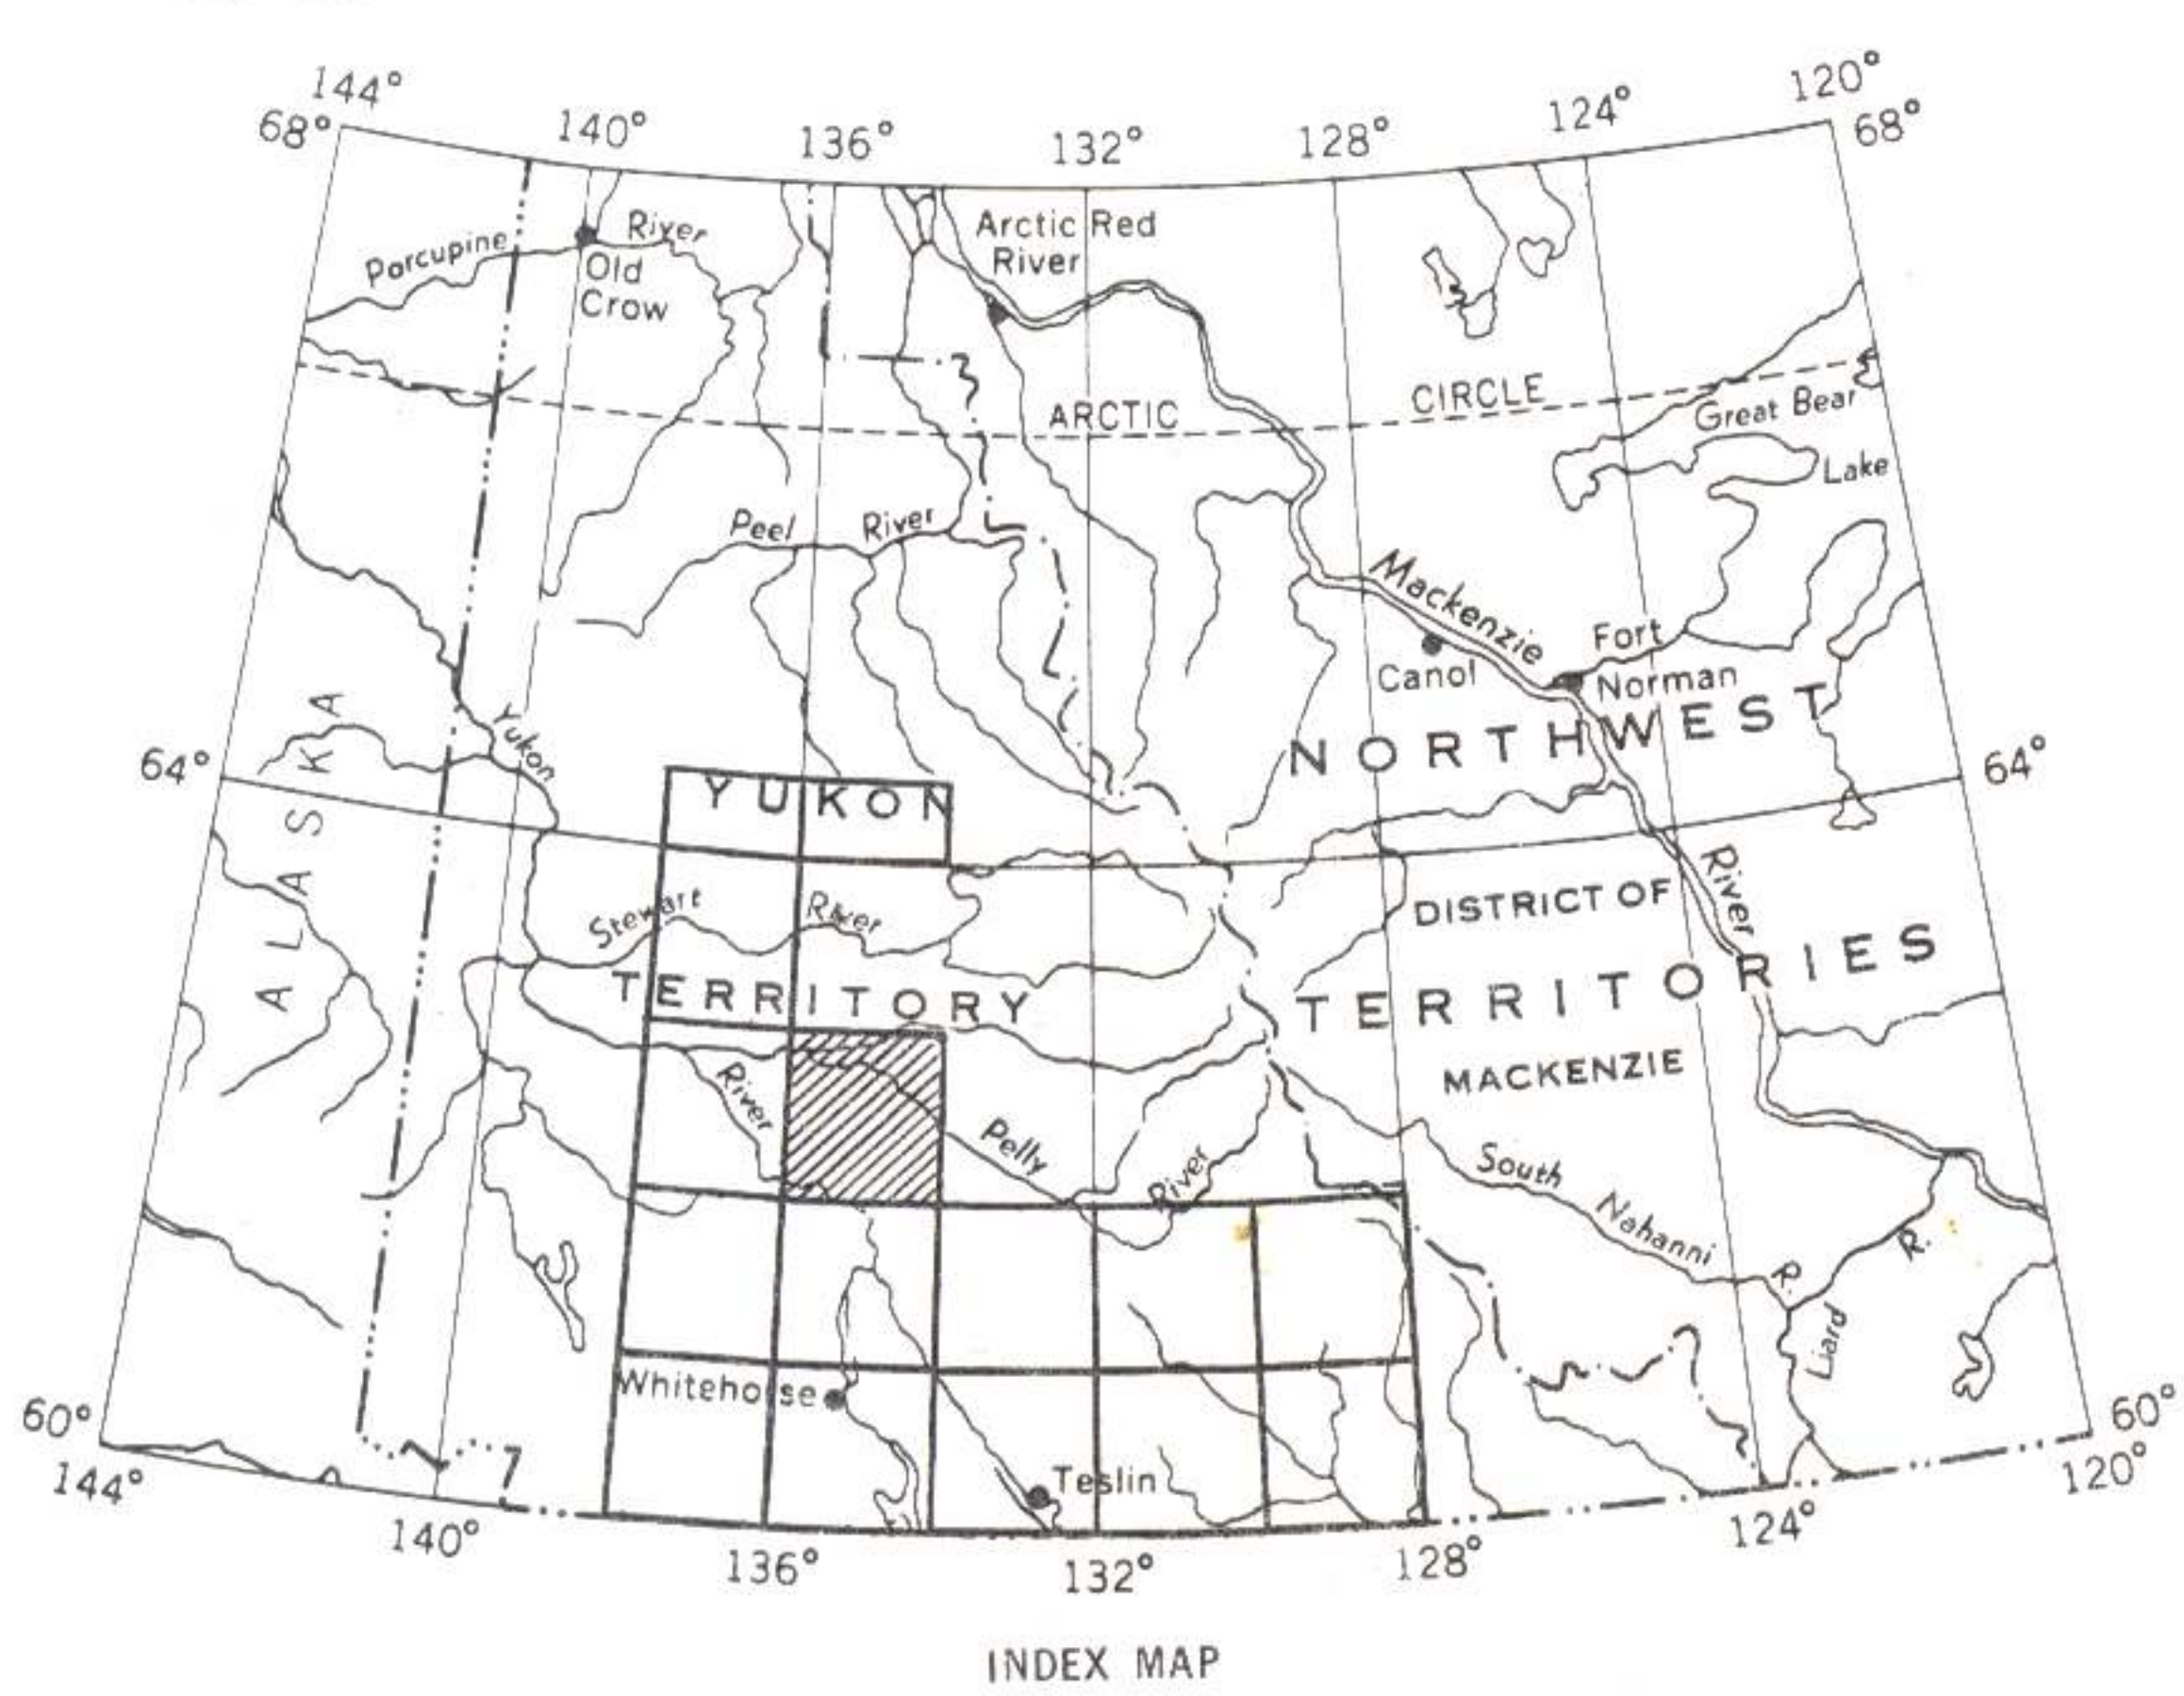 144°
120°
68°
140°
136°
132°
128°
124°
68°
Porcupine
River
Old
Crow
Arctic Red
River
ARCTIC
CIRCLE
Great Bear
Lake
Peel
River
Mackenzie
Fort
Norman
Canol
ALASKA
Yukon
NORTHWEST
64°
64°
YUKON
Stewart
River
DISTRICT OF
River
TERRITORY
TERRITORIES
MACKENZIE
River
Pelly
River
South
Nahanni
R.
R.
Liard
Whitehorse
Teslin
60°
60°
144°
140°
136°
132°
128°
124°
120°
INDEX MAP